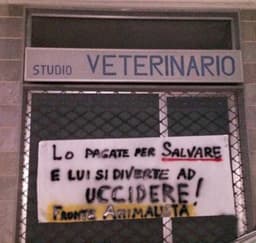 STUDIO VETERINARIO
LO PAGATE PER SALVARE
E LUI SI DIVERTE AD
UCCIDERE!
FRONTE ANIMALISTA